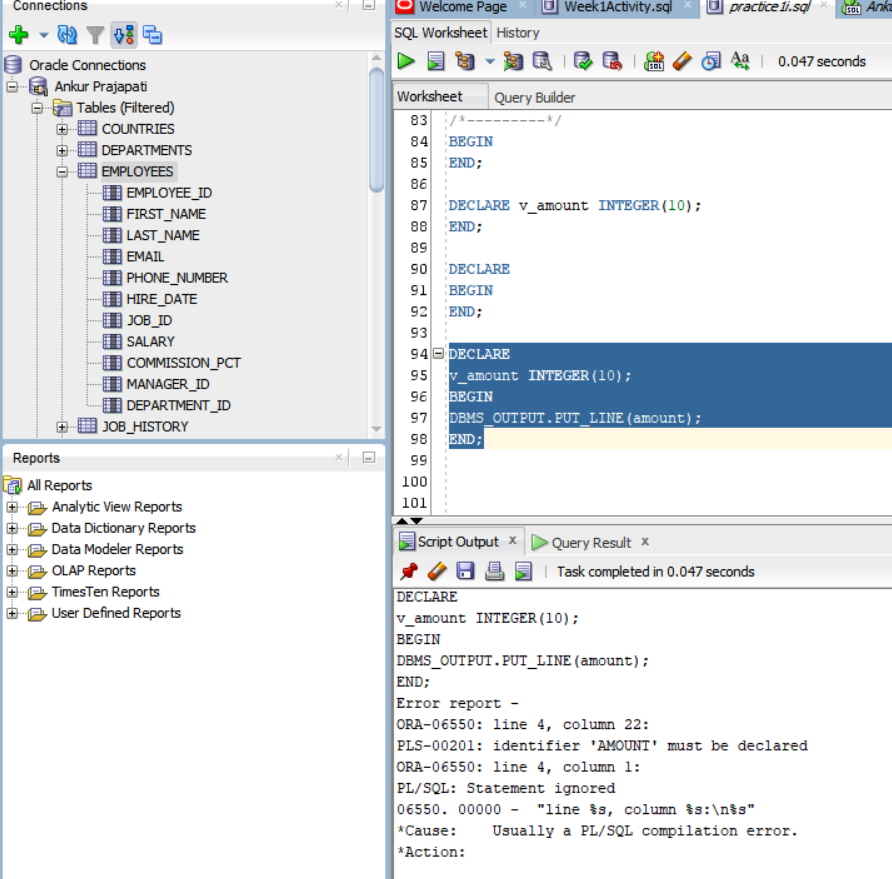 Connections
Oracle Connections
Ankur Prajapati
Tables (Filtered)
COUNTRIES
DEPARTMENTS
EMPLOYEES
EMPLOYEE_ID
FIRST_NAME
LAST_NAME
EMAIL
PHONE_NUMBER
HIRE_DATE
JOB_ID
SALARY
COMMISSION_PCT
MANAGER_ID
DEPARTMENT_ID
JOB_HISTORY
Reports
All Reports
Analytic View Reports
Data Dictionary Reports
Data Modeler Reports
OLAP Reports
TimesTen Reports
User Defined Reports
Welcome Page Week1Activity.sql practice1i.sql Anku
SQL Worksheet History
SQL Aa 0.047 seconds
Worksheet Query Builder
83 /*---------*/
84 BEGIN
85 END;
86
87 DECLARE v_amount INTEGER(10);
88 END;
89
90 DECLARE
91 BEGIN
92 END;
93
94 DECLARE
95 v_amount INTEGER(10);
96 BEGIN
97 DBMS_OUTPUT.PUT_LINE(amount);
98 END;
99
100
101
Script Output x Query Result x
Task completed in 0.047 seconds
DECLARE
v_amount INTEGER(10);
BEGIN
DBMS_OUTPUT.PUT_LINE(amount);
END;
Error report -
ORA-06550: line 4, column 22:
PLS-00201: identifier 'AMOUNT' must be declared
ORA-06550: line 4, column 1:
PL/SQL: Statement ignored
06550. 00000 - "line %s, column %s:\n%s"
*Cause: Usually a PL/SQL compilation error.
*Action: